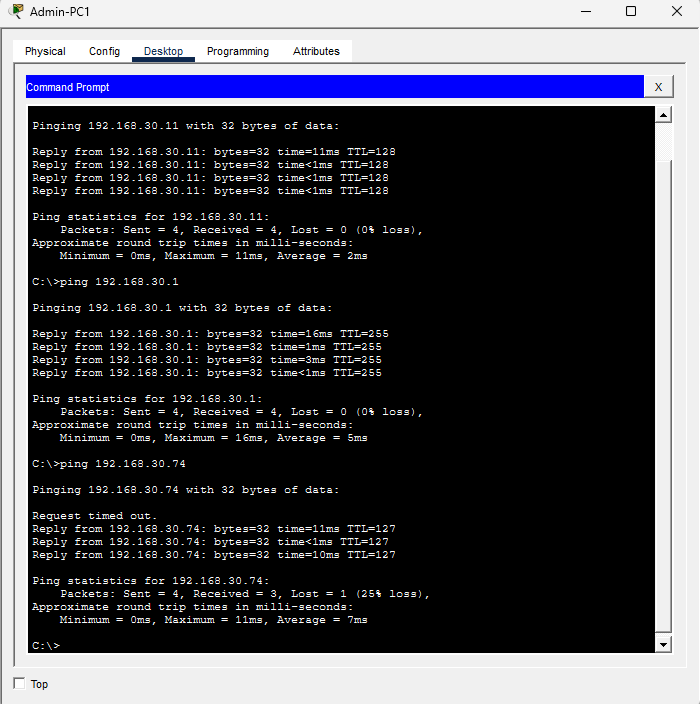 Admin-PC1
Physical Config Desktop Programming Attributes
Command Prompt X
Pinging 192.168.30.11 with 32 bytes of data:
Reply from 192.168.30.11: bytes=32 time=11ms TTL=128
Reply from 192.168.30.11: bytes=32 time<1ms TTL=128
Reply from 192.168.30.11: bytes=32 time<1ms TTL=128
Reply from 192.168.30.11: bytes=32 time<1ms TTL=128
Ping statistics for 192.168.30.11:
Packets: Sent = 4, Received = 4, Lost = 0 (0% loss),
Approximate round trip times in milli-seconds:
Minimum = 0ms, Maximum = 11ms, Average = 2ms
C:\>ping 192.168.30.1
Pinging 192.168.30.1 with 32 bytes of data:
Reply from 192.168.30.1: bytes=32 time=16ms TTL=255
Reply from 192.168.30.1: bytes=32 time=1ms TTL=255
Reply from 192.168.30.1: bytes=32 time=3ms TTL=255
Reply from 192.168.30.1: bytes=32 time<1ms TTL=255
Ping statistics for 192.168.30.1:
Packets: Sent = 4, Received = 4, Lost = 0 (0% loss),
Approximate round trip times in milli-seconds:
Minimum = 0ms, Maximum = 16ms, Average = 5ms
C:\>ping 192.168.30.74
Pinging 192.168.30.74 with 32 bytes of data:
Request timed out.
Reply from 192.168.30.74: bytes=32 time=11ms TTL=127
Reply from 192.168.30.74: bytes=32 time<1ms TTL=127
Reply from 192.168.30.74: bytes=32 time=10ms TTL=127
Ping statistics for 192.168.30.74:
Packets: Sent = 4, Received = 3, Lost = 1 (25% loss),
Approximate round trip times in milli-seconds:
Minimum = 0ms, Maximum = 11ms, Average = 7ms
C:\>
Top